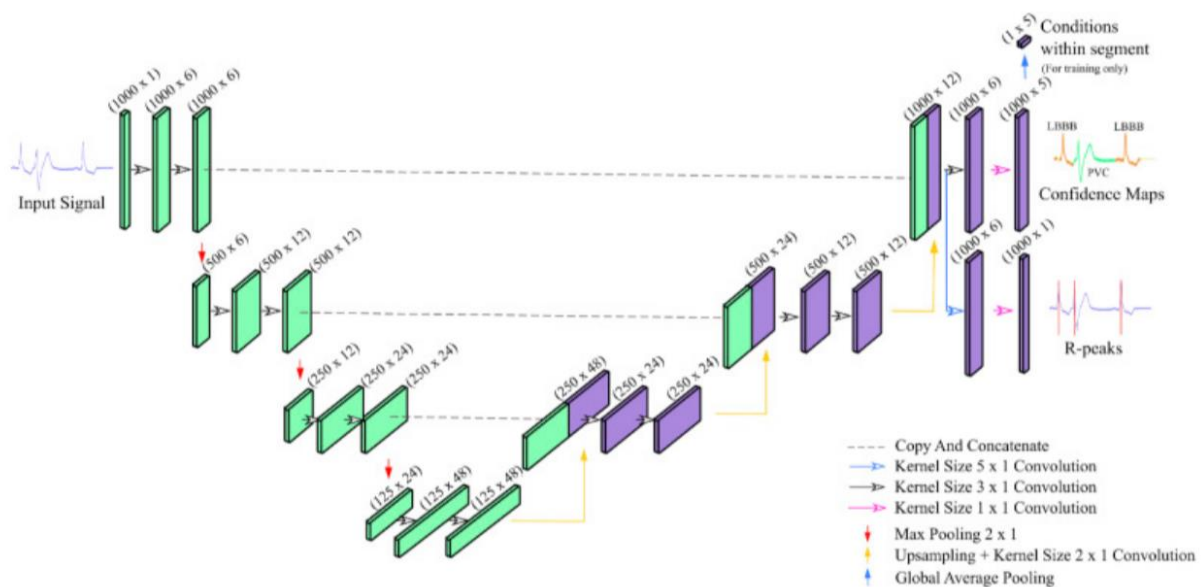 (1 x 5)
Conditions
within segment
(For training only)
(1000 x 1)
(1000 x 6)
(1000 x 6)
(1000 x 12)
(1000 x 6)
(1000 x 5)
LBBB
LBBB
PVC
Input Signal
Confidence Maps
(500 x 6)
(500 x 12)
(500 x 12)
(500 x 24)
(500 x 12)
(500 x 12)
(1000 x 6)
(1000 x 1)
R-peaks
(250 x 12)
(250 x 24)
(250 x 24)
(250 x 48)
(250 x 24)
(250 x 24)
(125 x 24)
(125 x 48)
(125 x 48)
Copy And Concatenate
Kernel Size 5 x 1 Convolution
Kernel Size 3 x 1 Convolution
Kernel Size 1 x 1 Convolution
Max Pooling 2 x 1
Upsampling + Kernel Size 2 x 1 Convolution
Global Average Pooling